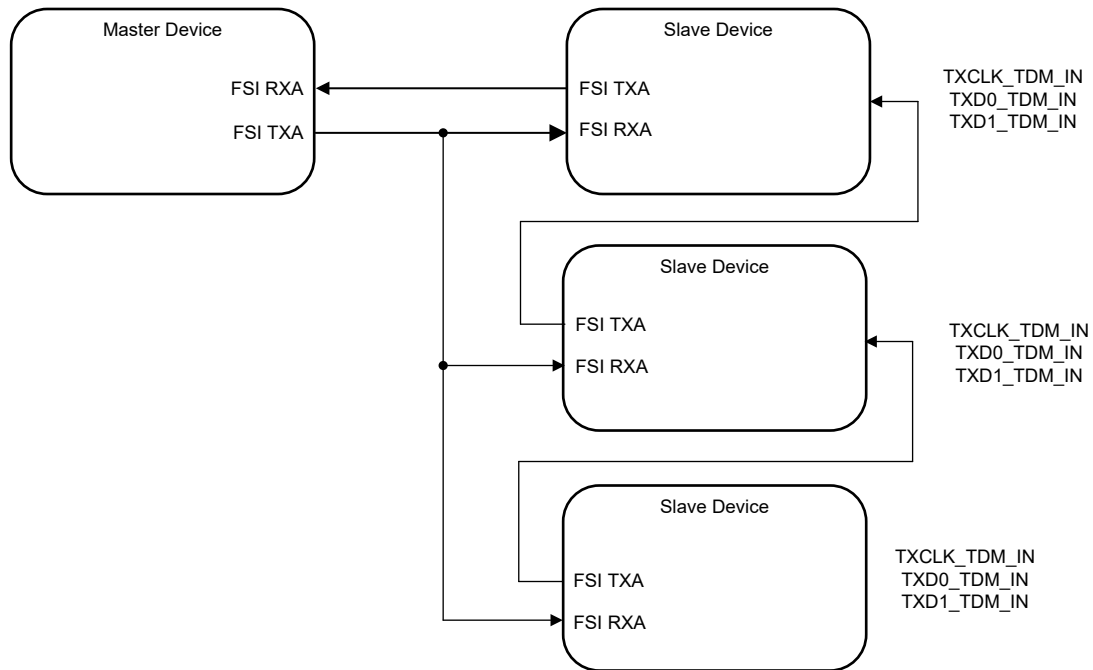 Master Device
FSI RXA
FSI TXA
Slave Device
FSI TXA
FSI RXA
TXCLK_TDM_IN
TXD0_TDM_IN
TXD1_TDM_IN
Slave Device
FSI TXA
FSI RXA
TXCLK_TDM_IN
TXD0_TDM_IN
TXD1_TDM_IN
Slave Device
FSI TXA
FSI RXA
TXCLK_TDM_IN
TXD0_TDM_IN
TXD1_TDM_IN